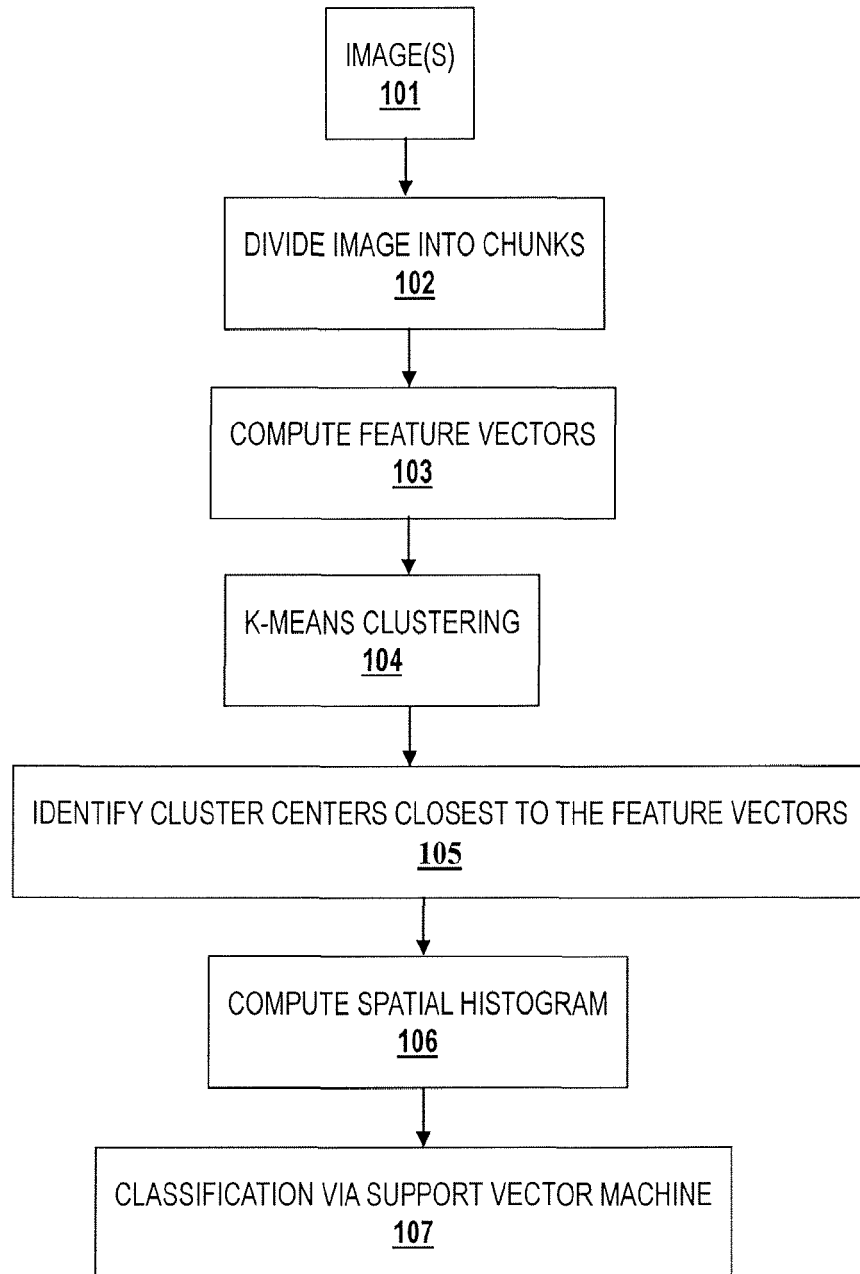 IMAGE(S)
101
DIVIDE IMAGE INTO CHUNKS
102
COMPUTE FEATURE VECTORS
103
K-MEANS CLUSTERING
104
IDENTIFY CLUSTER CENTERS CLOSEST TO THE FEATURE VECTORS
105
COMPUTE SPATIAL HISTOGRAM
106
CLASSIFICATION VIA SUPPORT VECTOR MACHINE
107